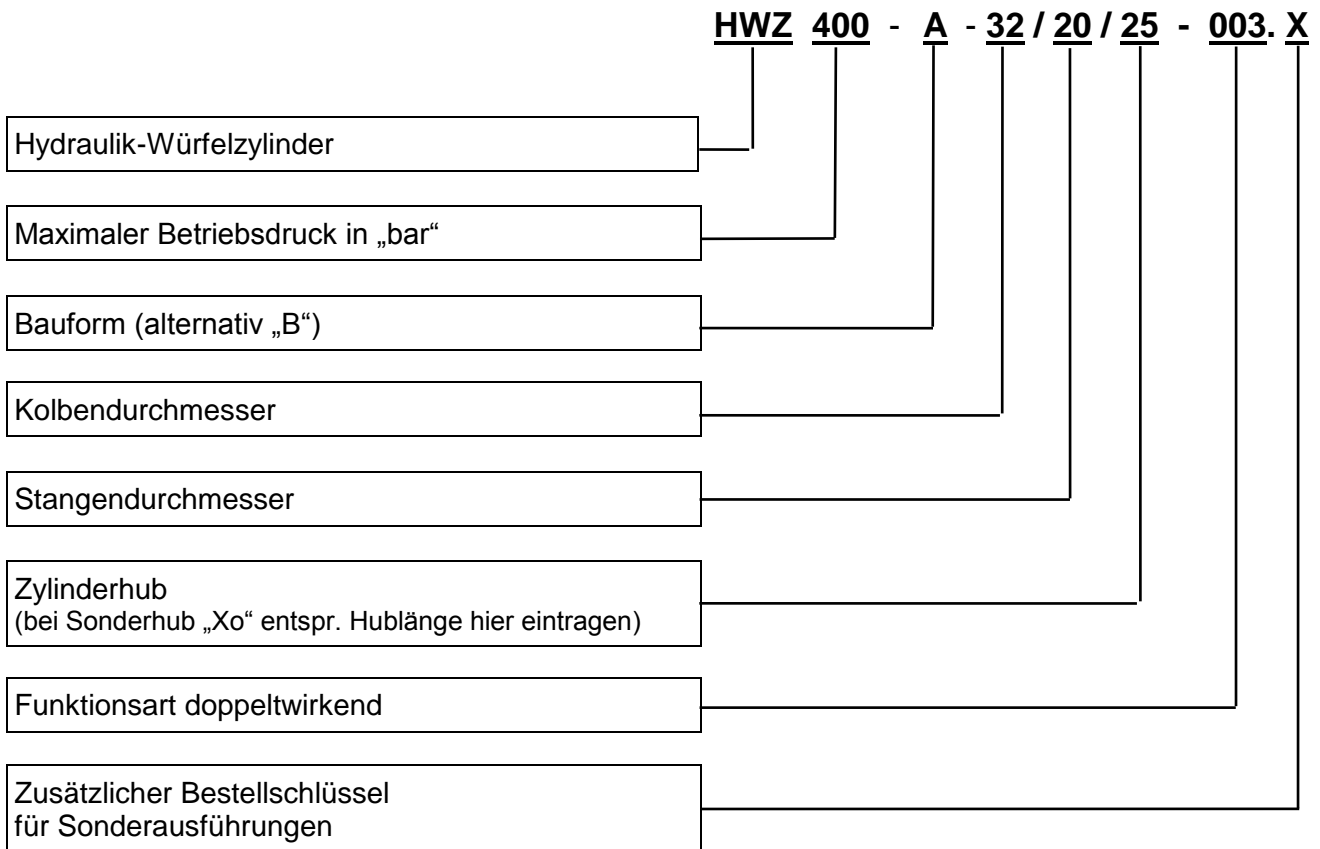 HWZ 400 - A - 32 / 20 / 25 - 003. X
Hydraulik-Würfelzylinder
Maximaler Betriebsdruck in „bar“
Bauform (alternativ „B“)
Kolbendurchmesser
Stangendurchmesser
Zylinderhub
(bei Sonderhub „Xo“ entspr. Hublänge hier eintragen)
Funktionsart doppeltwirkend
Zusätzlicher Bestellschlüssel
für Sonderausführungen